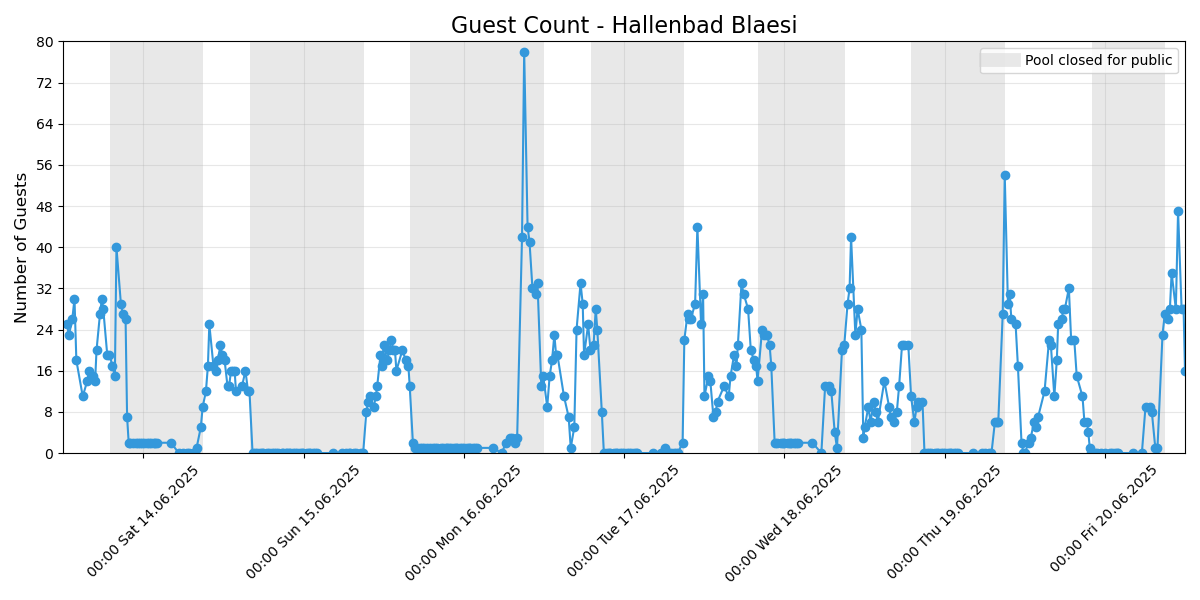 Guest Count - Hallenbad Blaesi
Pool closed for public
Number of Guests
80
72
64
56
48
40
32
24
16
8
0
00:00 Sat 14.06.2025
00:00 Sun 15.06.2025
00:00 Mon 16.06.2025
00:00 Tue 17.06.2025
00:00 Wed 18.06.2025
00:00 Thu 19.06.2025
00:00 Fri 20.06.2025